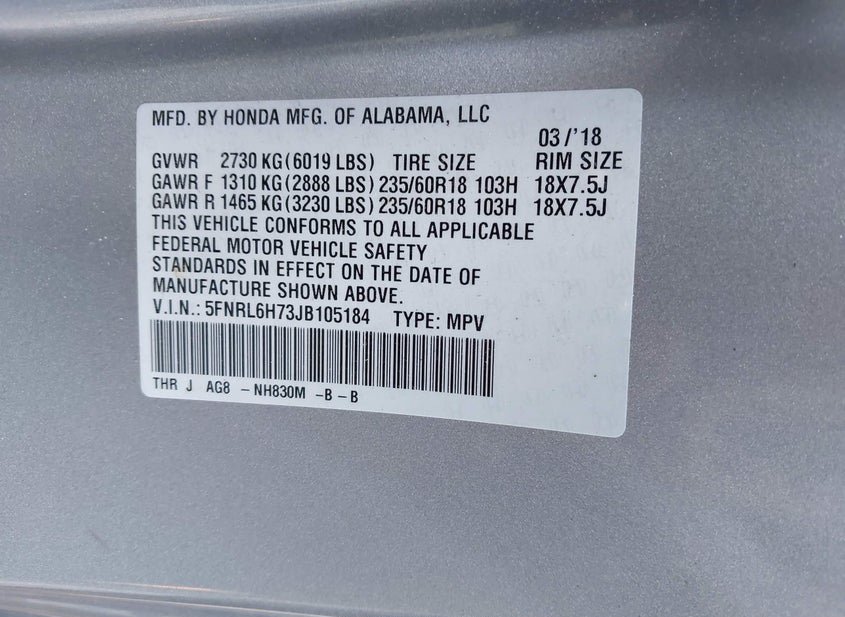 MFD. BY HONDA MFG. OF ALABAMA, LLC
03/'18
GVWR 2730 KG (6019 LBS) TIRE SIZE RIM SIZE
GAWR F 1310 KG (2888 LBS) 235/60R18 103H 18X7.5J
GAWR R 1465 KG (3230 LBS) 235/60R18 103H 18X7.5J
THIS VEHICLE CONFORMS TO ALL APPLICABLE
FEDERAL MOTOR VEHICLE SAFETY
STANDARDS IN EFFECT ON THE DATE OF
MANUFACTURE SHOWN ABOVE.
V.I.N.: 5FNRL6H73JB105184 TYPE: MPV
THR J AG8 - NH830M - B - B